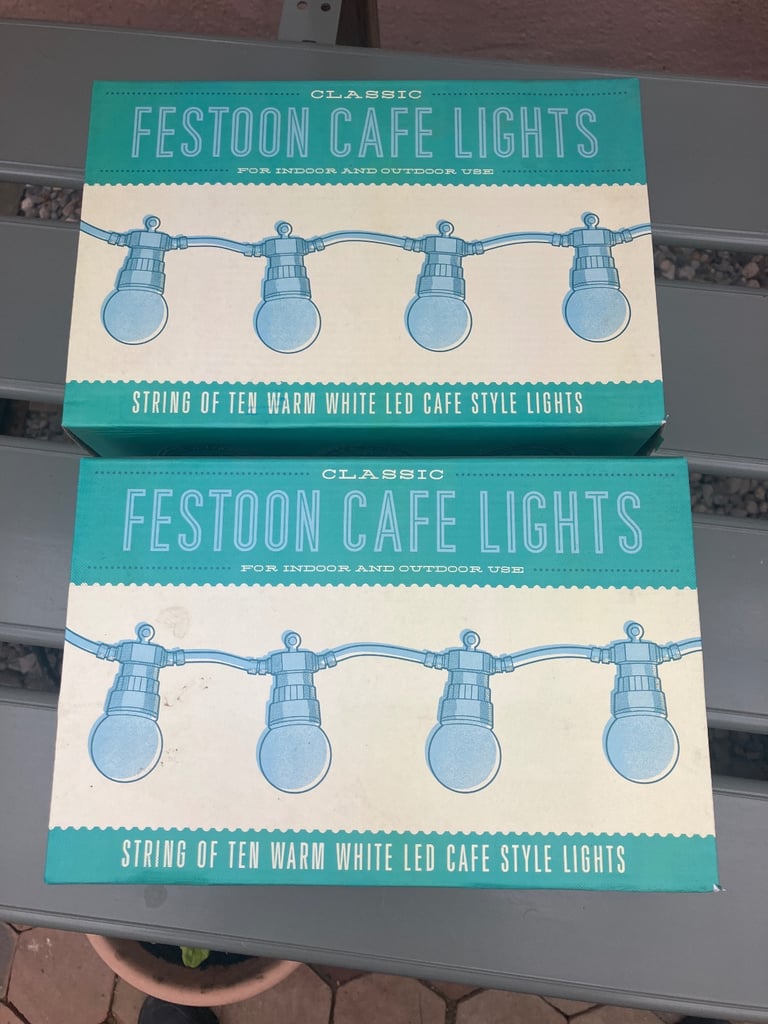 CLASSIC
FESTOON CAFE LIGHTS
FOR INDOOR AND OUTDOOR USE
STRING OF TEN WARM WHITE LED CAFE STYLE LIGHTS
CLASSIC
FESTOON CAFE LIGHTS
FOR INDOOR AND OUTDOOR USE
STRING OF TEN WARM WHITE LED CAFE STYLE LIGHTS